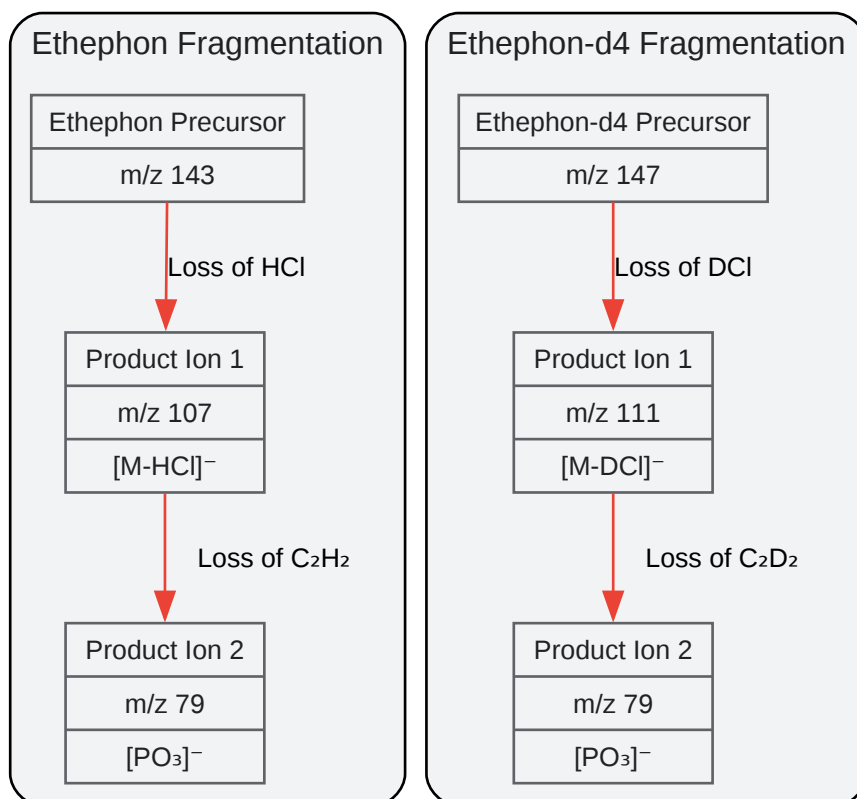 Ethephon Fragmentation
Ethephon Precursor
m/z 143
Loss of HCl
Product Ion 1
m/z 107
[M-HCl]⁻
Loss of C₂H₂
Product Ion 2
m/z 79
[PO₃]⁻
Ethephon-d4 Fragmentation
Ethephon-d4 Precursor
m/z 147
Loss of DCl
Product Ion 1
m/z 111
[M-DCl]⁻
Loss of C₂D₂
Product Ion 2
m/z 79
[PO₃]⁻